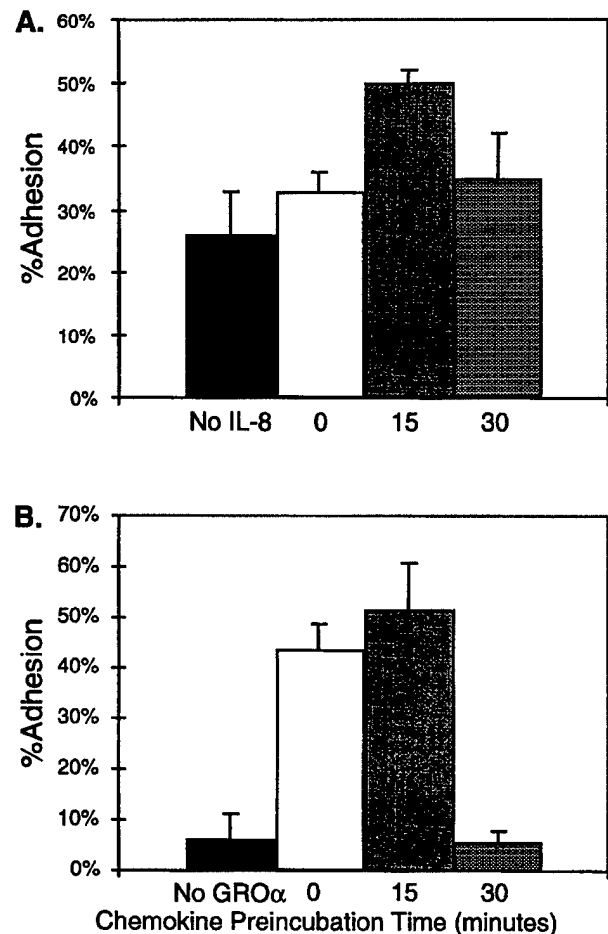 A.
60%
50%
40%
30%
20%
10%
0%
%Adhesion
No IL-8 0 15 30
B.
70%
60%
50%
40%
30%
20%
10%
0%
%Adhesion
No GROα 0 15 30
Chemokine Preincubation Time (minutes)